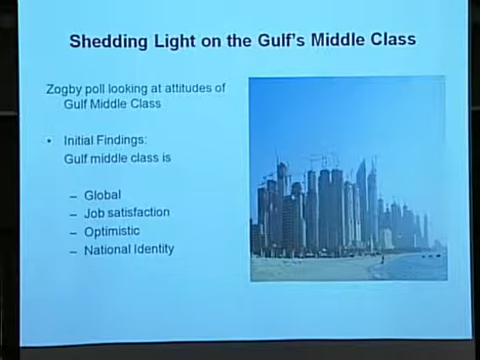 Shedding Light on the Gulf's Middle Class
Zogby poll looking at attitudes of
Gulf Middle Class
• Initial Findings:
Gulf middle class is
– Global
– Job satisfaction
– Optimistic
– National Identity